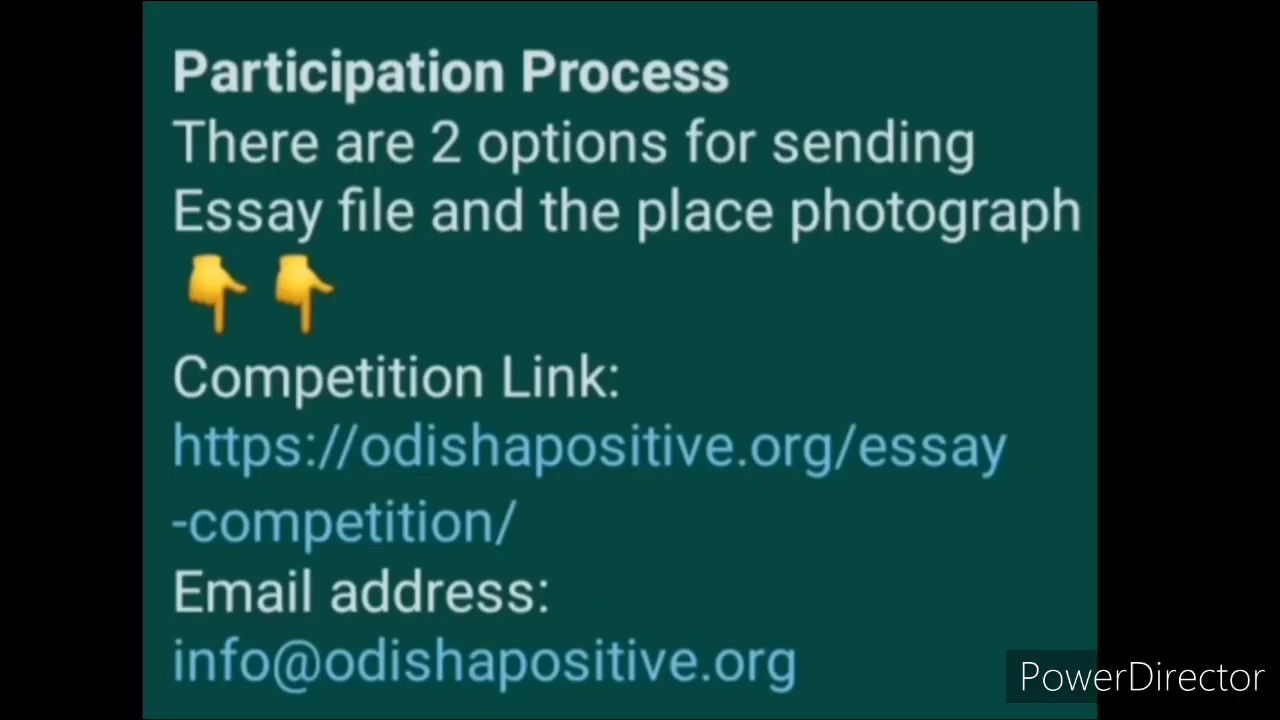 Participation Process
There are 2 options for sending
Essay file and the place photograph
👇👇
Competition Link:
https://odishapositive.org/essay
-competition/
Email address:
info@odishapositive.org
PowerDirector